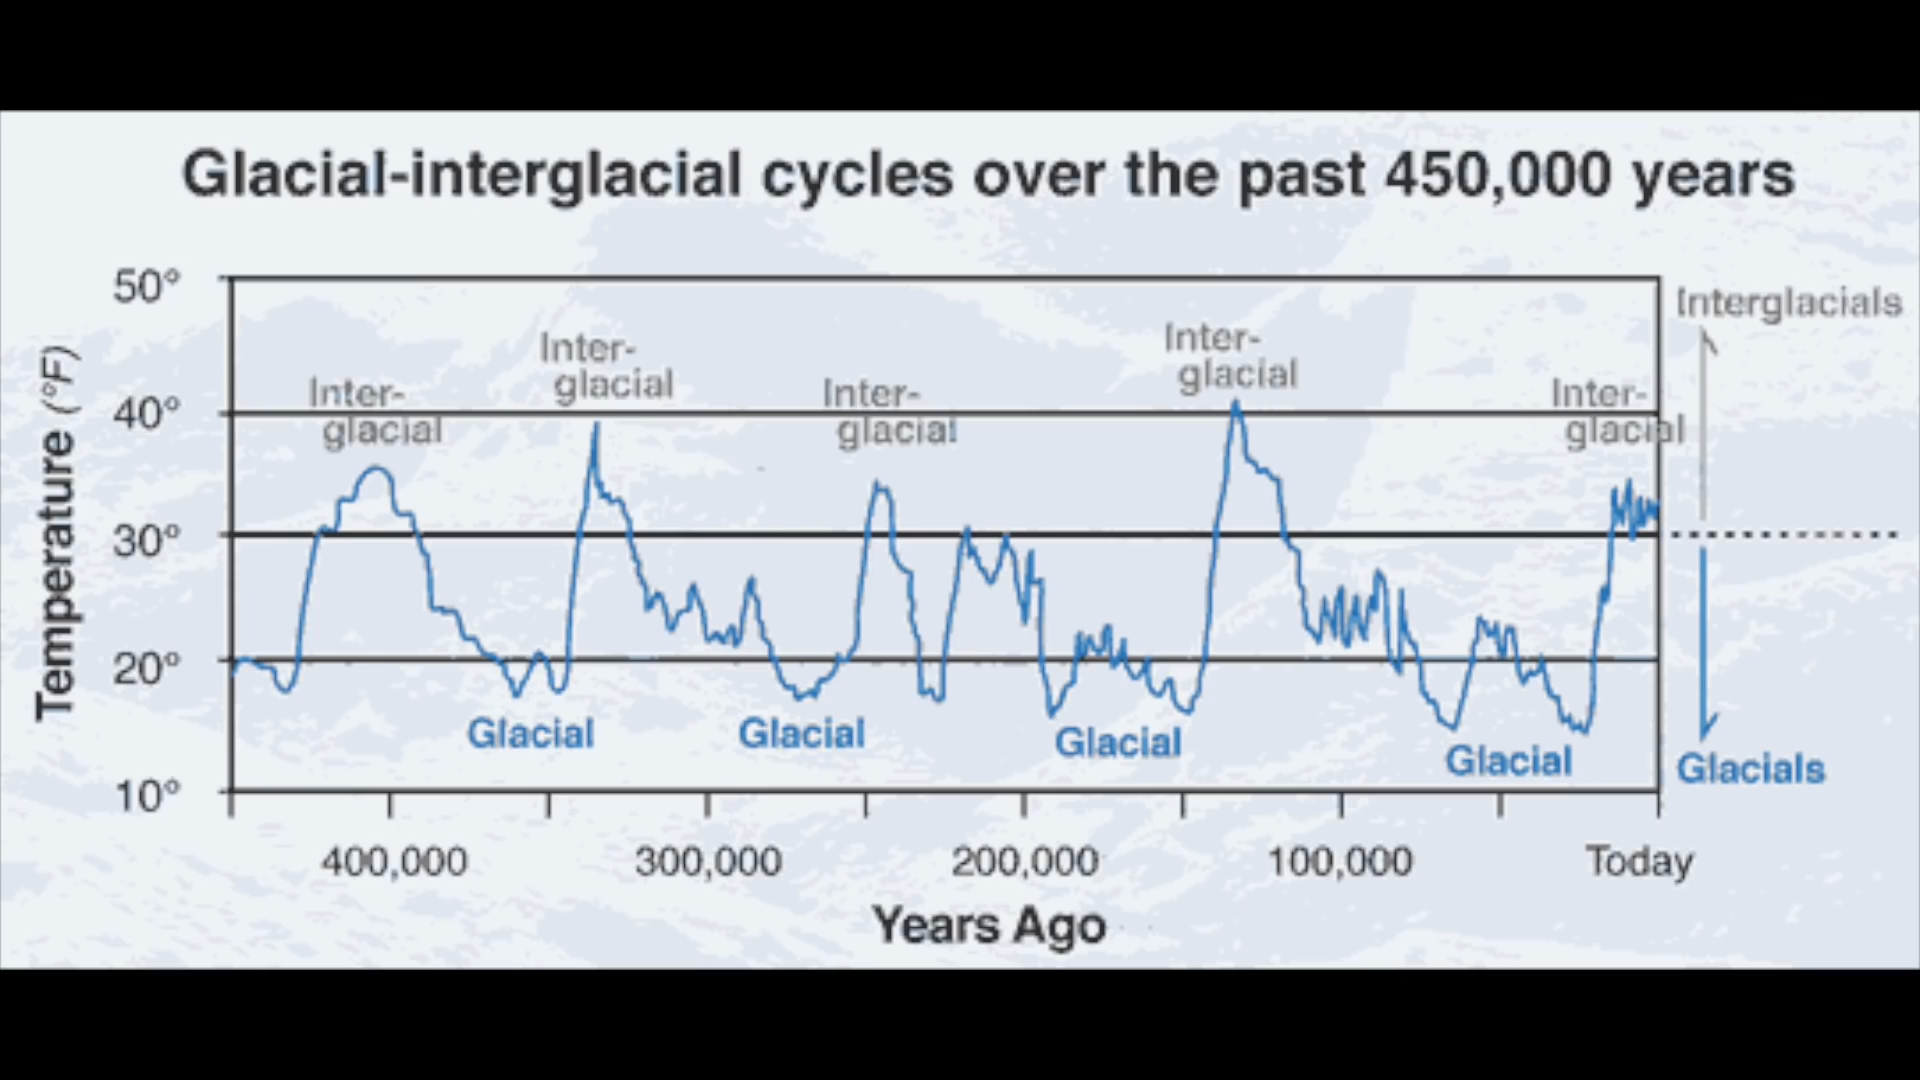 Glacial-interglacial cycles over the past 450,000 years
50°
40°
30°
20°
10°
Temperature (°F)
Inter-
glacial
Inter-
glacial
Inter-
glacial
Inter-
glacial
Inter-
glacial
Interglacials
Glacial
Glacial
Glacial
Glacial
Glacials
400,000
300,000
200,000
100,000
Today
Years Ago